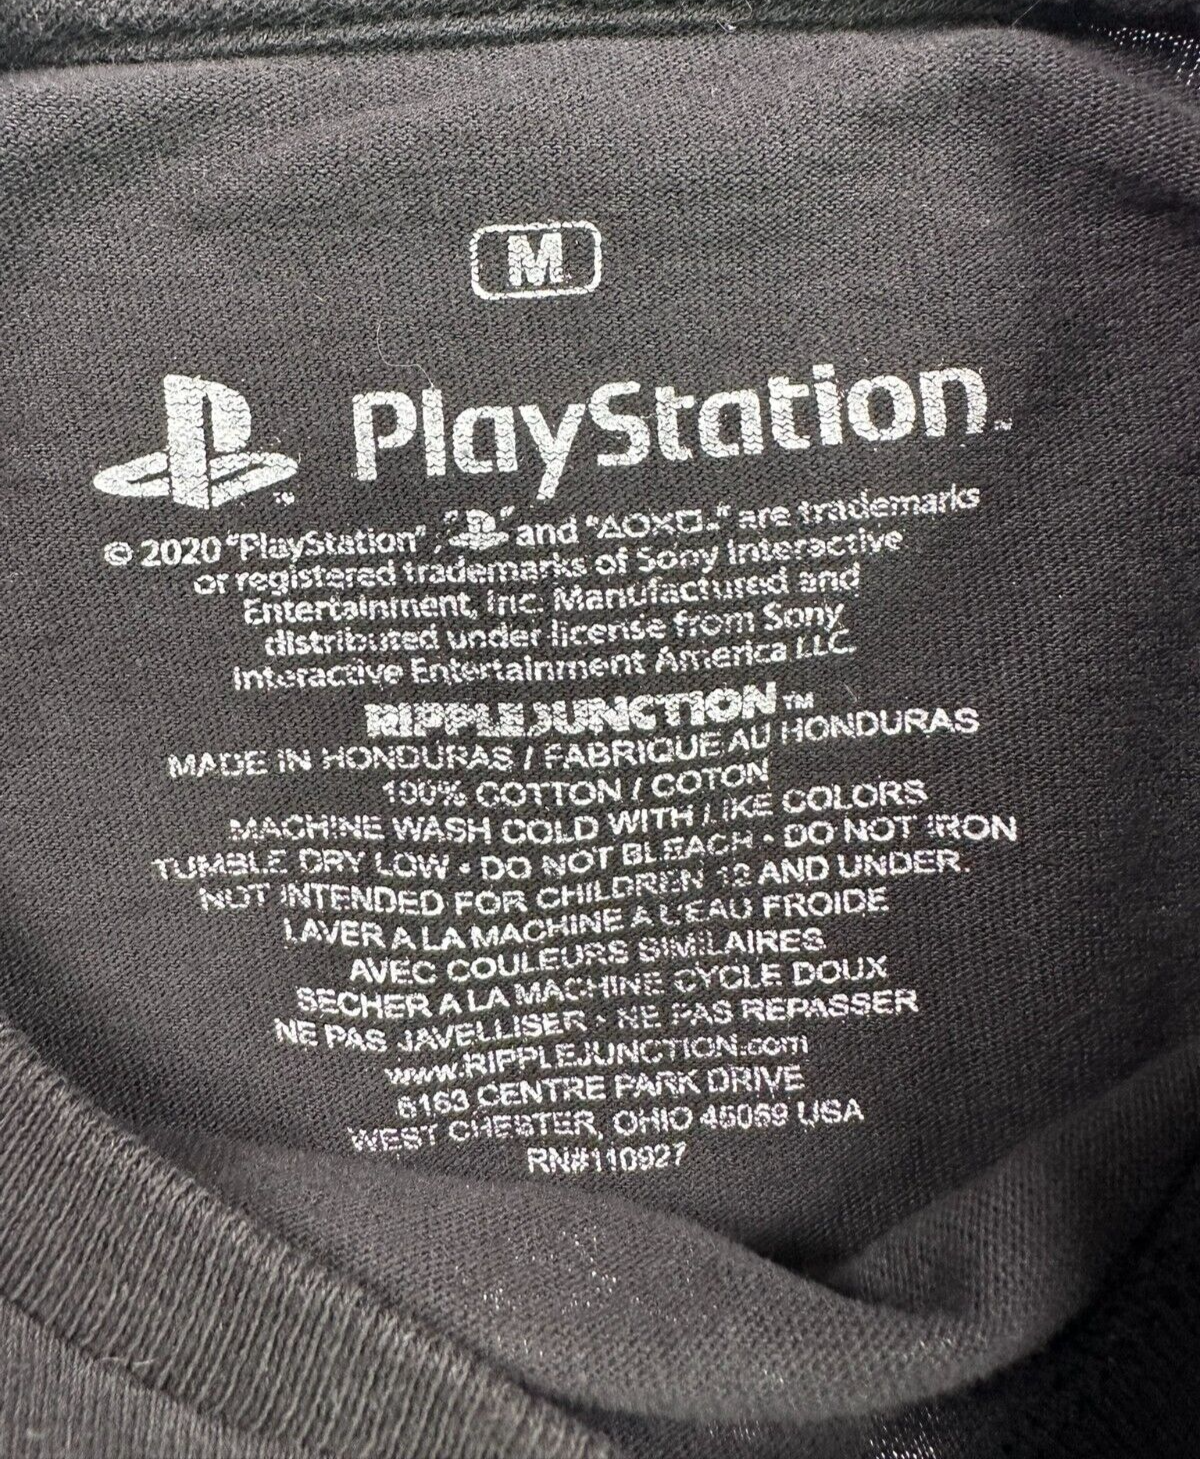 M
PlayStation™
© 2020 "PlayStation", "PS" and "△○×□" are trademarks
or registered trademarks of Sony Interactive
Entertainment, Inc. Manufactured and
distributed under license from Sony
Interactive Entertainment America LLC.
RIPPLE JUNCTION™
MADE IN HONDURAS / FABRIQUE AU HONDURAS
100% COTTON / COTON
MACHINE WASH COLD WITH LIKE COLORS
TUMBLE DRY LOW • DO NOT BLEACH • DO NOT IRON
NOT INTENDED FOR CHILDREN 12 AND UNDER.
LAVER A LA MACHINE A L'EAU FROIDE
AVEC COULEURS SIMILAIRES
SECHER A LA MACHINE CYCLE DOUX
NE PAS JAVELLISER • NE PAS REPASSER
www.RIPPLEJUNCTION.com
6163 CENTRE PARK DRIVE
WEST CHESTER, OHIO 45069 USA
RN#110927